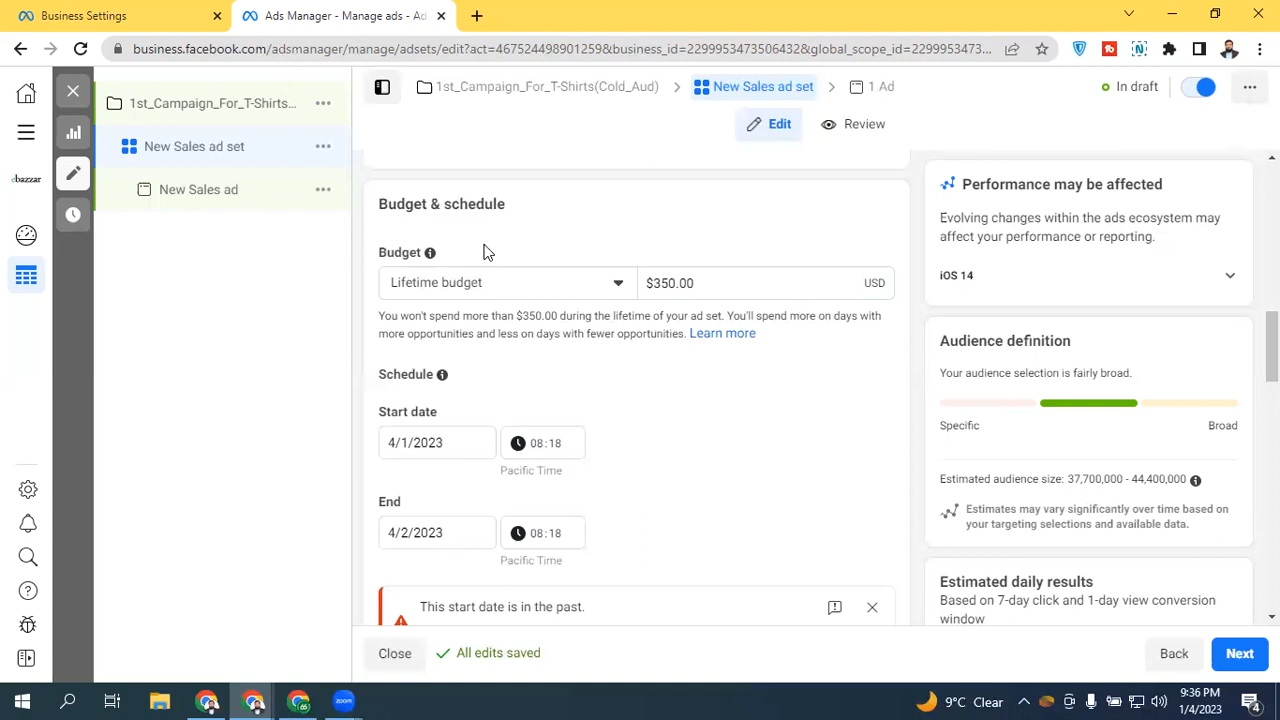 Business Settings
Ads Manager - Manage ads - Ad
business.facebook.com/adsmanager/manage/adsets/edit?act=467524498901259&business_id=229995347350643​2&global_scope_id=2299953473...
1st_Campaign_For_T-Shirts(Cold_Aud)
New Sales ad set
1 Ad
In draft
1st_Campaign_For_T-Shirts...
Edit
Review
New Sales ad set
ebazzar
New Sales ad
Budget & schedule
Budget
Lifetime budget
$350.00
USD
You won't spend more than $350.00 during the lifetime of your ad set. You'll spend more on days with
more opportunities and less on days with fewer opportunities. Learn more
Schedule
Start date
4/1/2023
08:18
Pacific Time
End
4/2/2023
08:18
Pacific Time
This start date is in the past.
Performance may be affected
Evolving changes within the ads ecosystem may
affect your performance or reporting.
iOS 14
Audience definition
Your audience selection is fairly broad.
Specific
Broad
Estimated audience size: 37,700,000 - 44,400,000
Estimates may vary significantly over time based on
your targeting selections and available data.
Estimated daily results
Based on 7-day click and 1-day view conversion
window
Close
All edits saved
Back
Next
zoom
9°C Clear
9:36 PM
1/4/2023
4